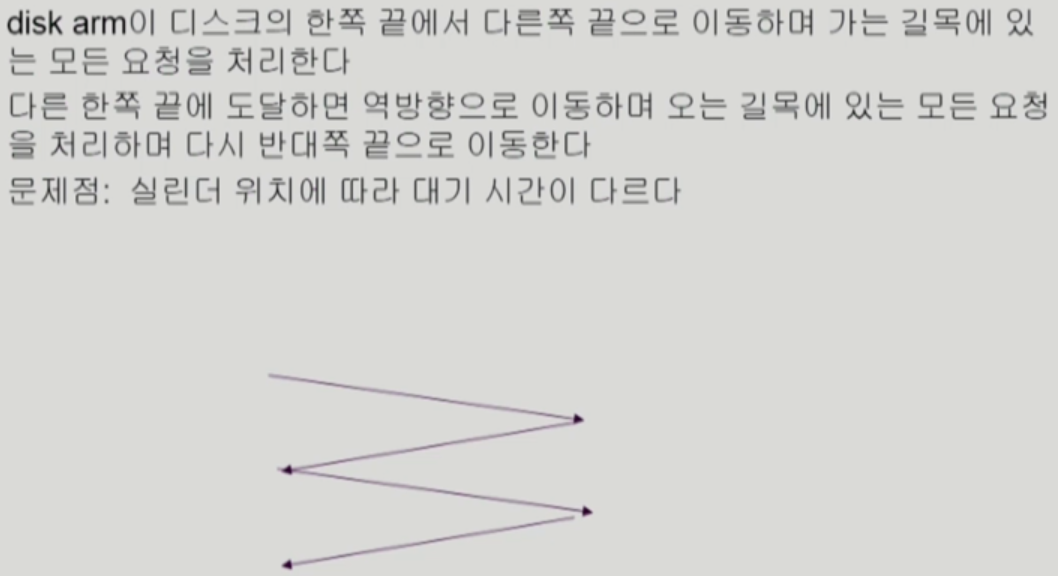 disk arm이 디스크의 한쪽 끝에서 다른쪽 끝으로 이동하며 가는 길목에 있
는 모든 요청을 처리한다
다른 한쪽 끝에 도달하면 역방향으로 이동하며 오는 길목에 있는 모든 요청
을 처리하며 다시 반대쪽 끝으로 이동한다
문제점: 실린더 위치에 따라 대기 시간이 다르다